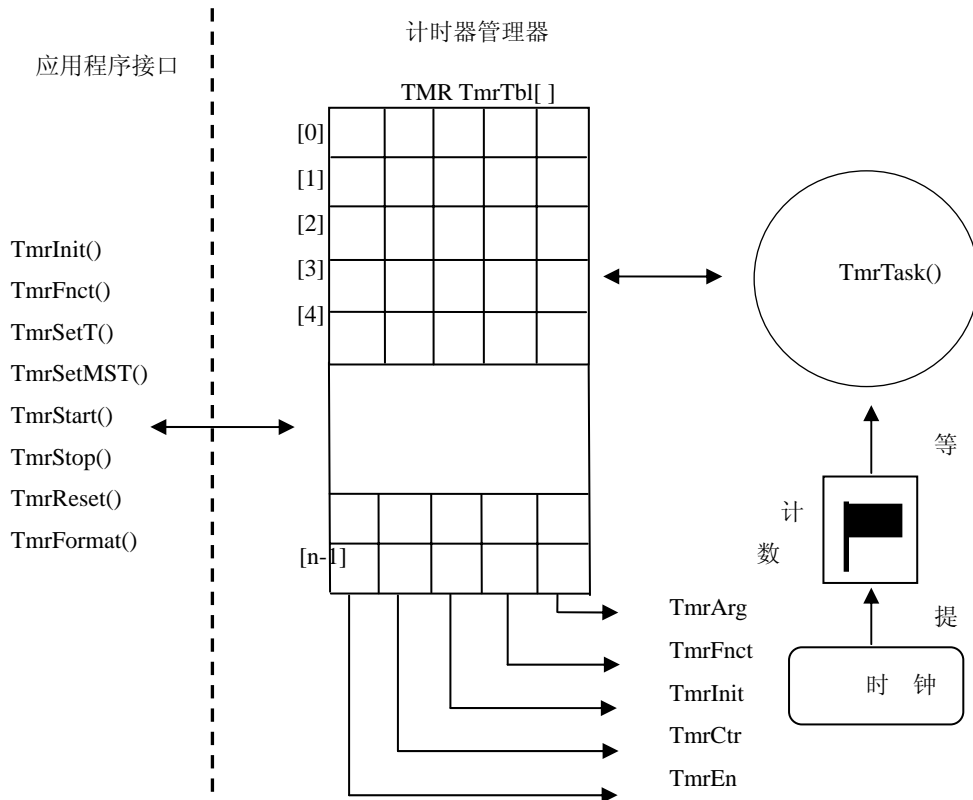 计时器管理器
应用程序接口
TMR TmrTbl[ ]
[0]
[1]
[2]
[3]
[4]
[n-1]
TmrInit()
TmrFnct()
TmrSetT()
TmrSetMST()
TmrStart()
TmrStop()
TmrReset()
TmrFormat()
TmrTask()
等
计
数
提
时 钟
TmrArg
TmrFnct
TmrInit
TmrCtr
TmrEn